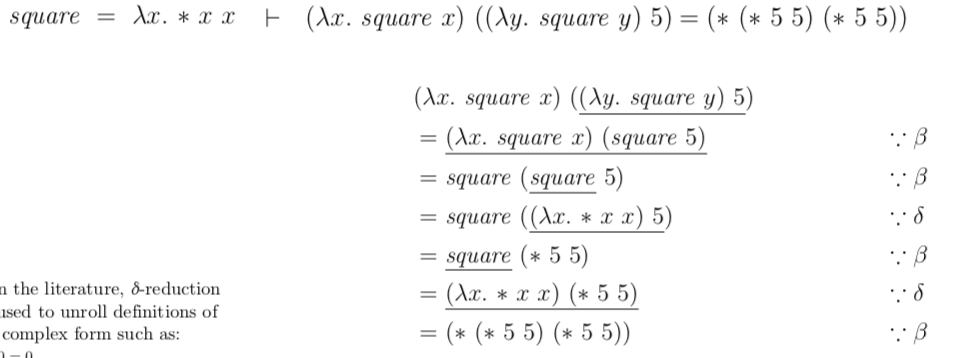 square = λx. * x x ⊢ (λx. square x) ((λy. square y) 5) = (* (* 5 5) (* 5 5))
(λx. square x) ((λy. square y) 5)
= (λx. square x) (square 5) ∵ β
= square (square 5) ∵ β
= square ((λx. * x x) 5) ∵ δ
= square (* 5 5) ∵ β
= (λx. * x x) (* 5 5) ∵ δ
= (* (* 5 5) (* 5 5)) ∵ β
n the literature, δ-reduction
used to unroll definitions of
complex form such as: